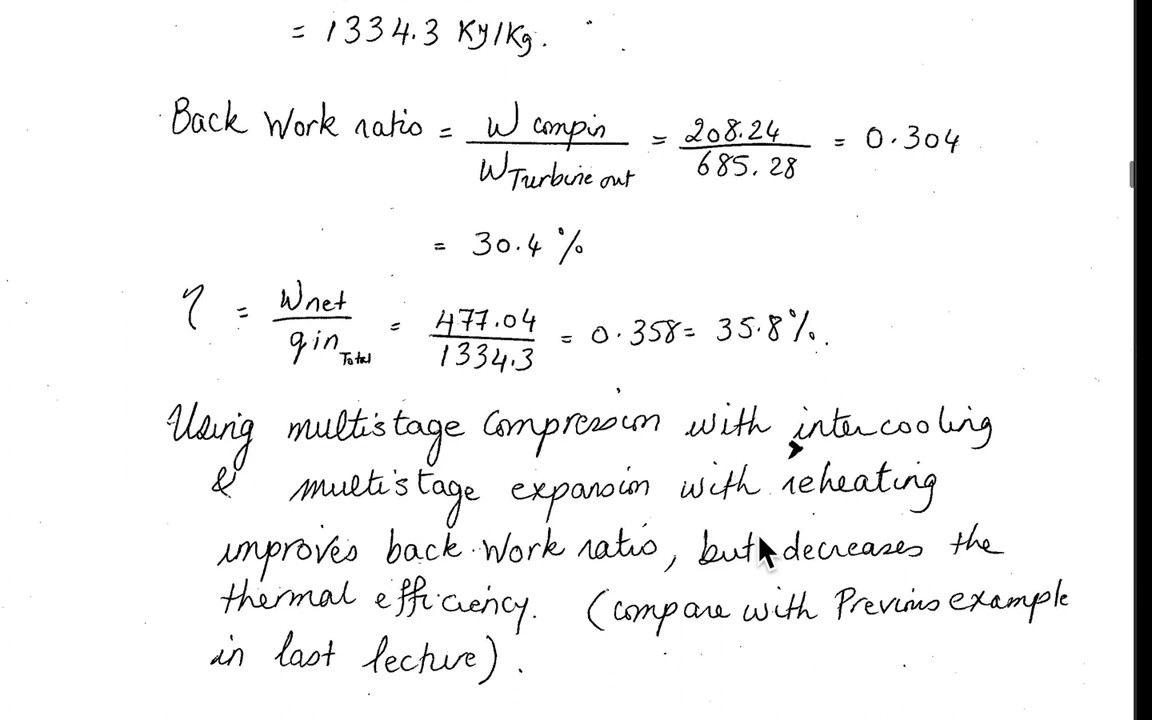 = 1334.3 KJ/Kg.
Back Work ratio = W compin / W Turbine out = 208.24 / 685.28 = 0.304
= 30.4 %
η = Wnet / qin Total = 477.04 / 1334.3 = 0.358 = 35.8 %.
Using multistage compression with intercooling
& multistage expansion with reheating
improves back work ratio, but decreases the
thermal efficiency. (compare with Previous example
in last lecture).